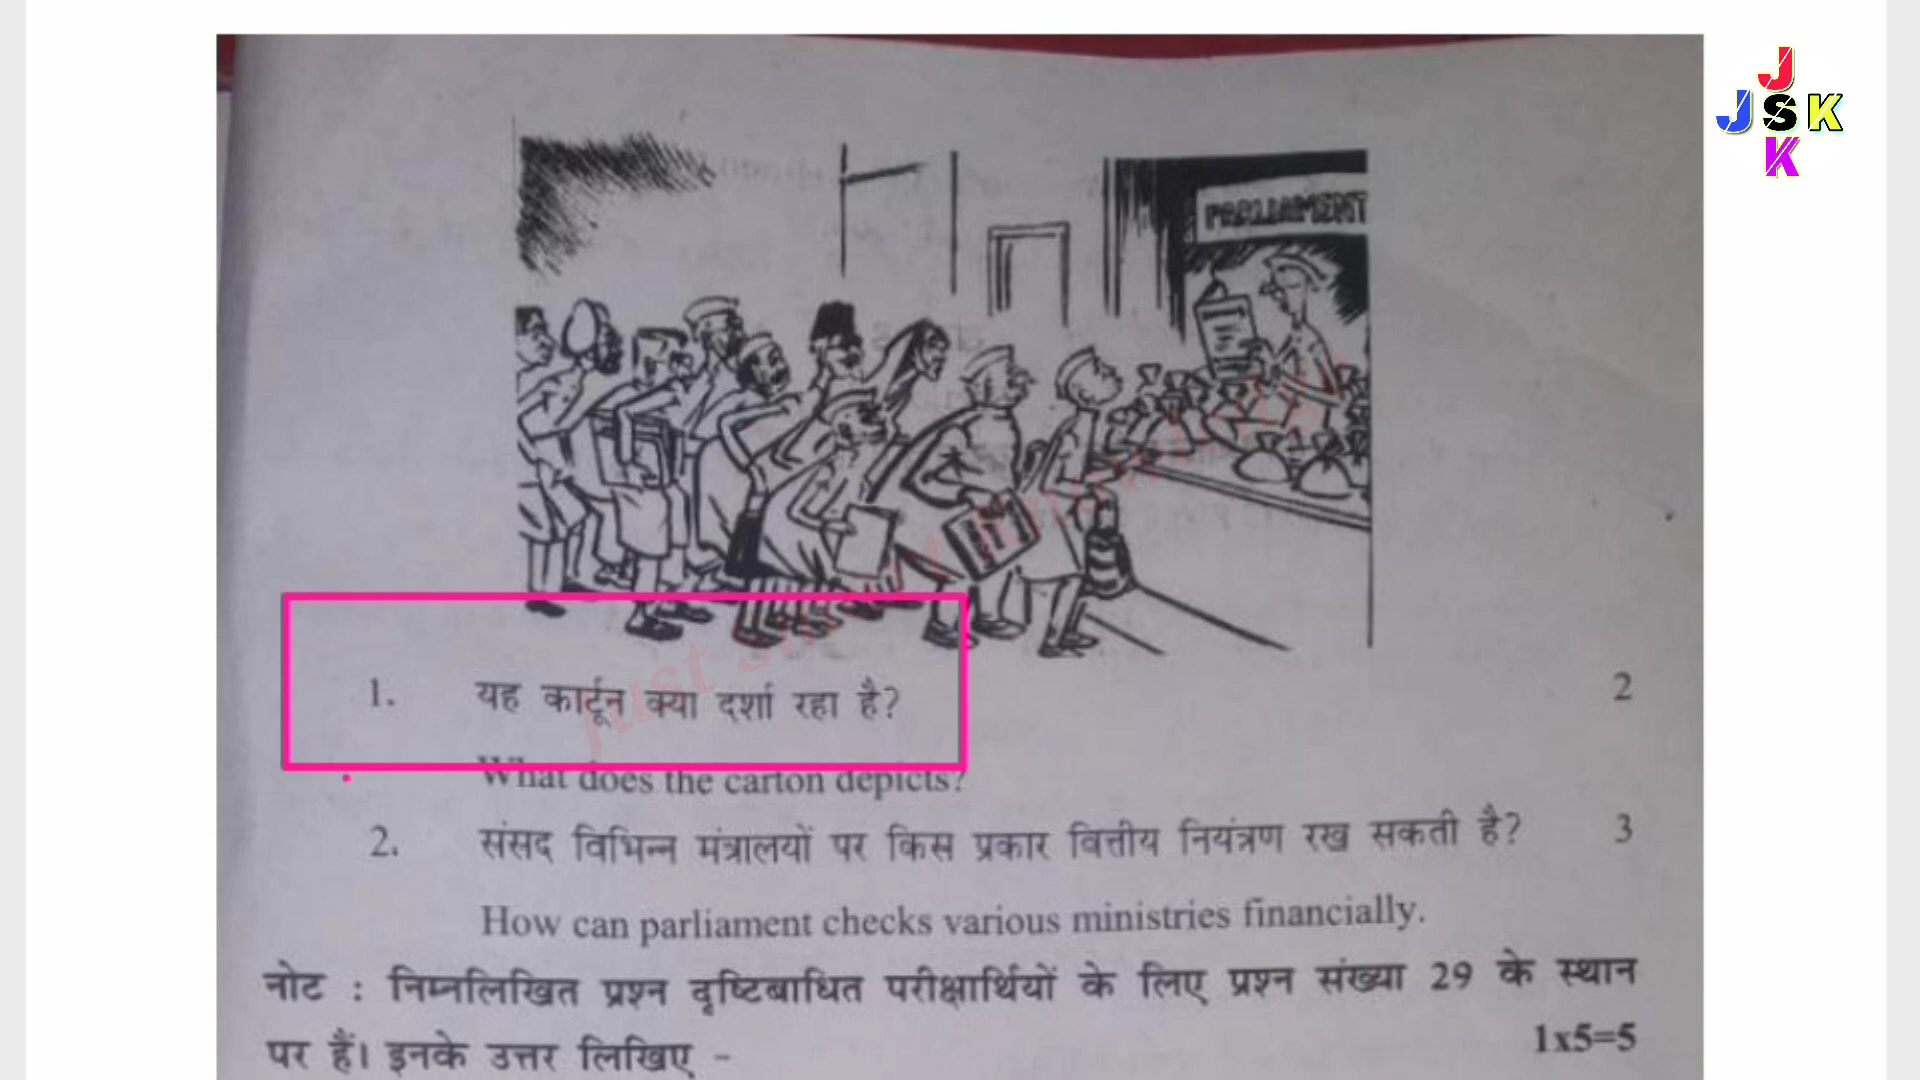 J
JSK
K
PARLIAMENT
1. यह कार्टून क्या दर्शा रहा है? 2
What does the carton depicts?
2. संसद विभिन्न मंत्रालयों पर किस प्रकार वित्तीय नियंत्रण रख सकती है? 3
How can parliament checks various ministries financially.
नोट : निम्नलिखित प्रश्न दृष्टिबाधित परीक्षार्थियों के लिए प्रश्न संख्या 29 के स्थान
पर हैं। इनके उत्तर लिखिए – 1x5=5